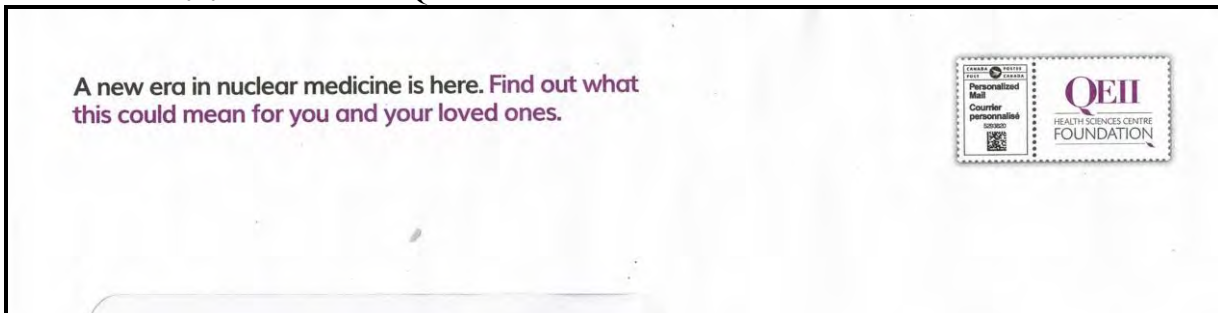 A new era in nuclear medicine is here. Find out what
this could mean for you and your loved ones.
CANADA POSTES
POST CANADA
Personalized
Mail
Courrier
personnalisé
QEII
HEALTH SCIENCES CENTRE
FOUNDATION